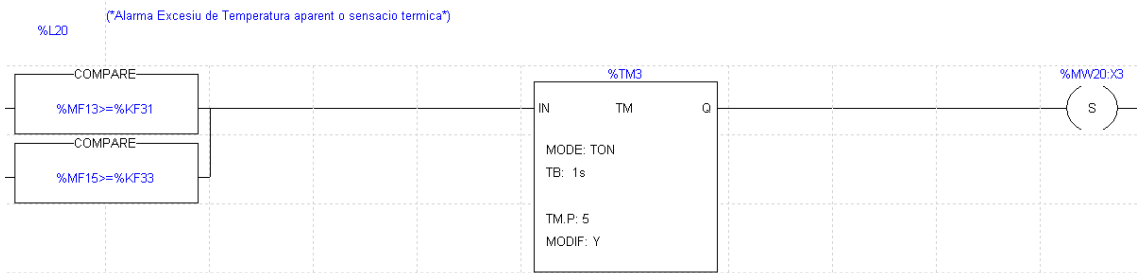 (*Alarma Excesiu de Temperatura aparent o sensacio termica*)
%L20
COMPARE
%MF13>=%KF31
COMPARE
%MF15>=%KF33
%TM3
IN TM Q
MODE: TON
TB: 1s
TM.P: 5
MODIF: Y
%MW20:X3
S